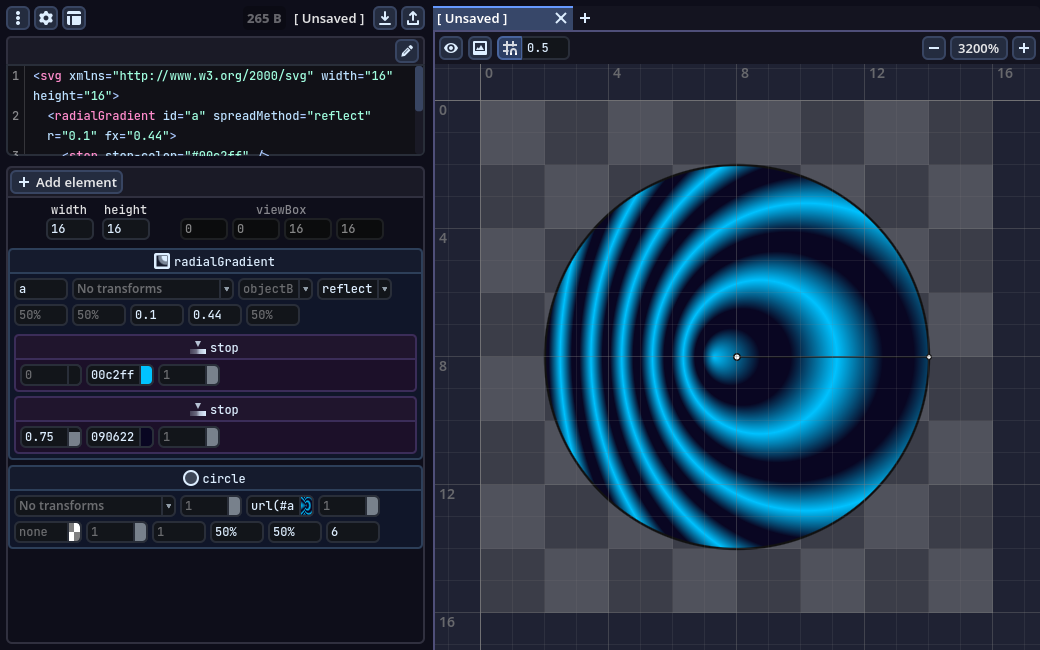 265 B [ Unsaved ]
[ Unsaved ]
0.5
3200%
1 <svg xmlns="http://www.w3.org/2000/svg" width="16"
height="16">
2 <radialGradient id="a" spreadMethod="reflect"
r="0.1" fx="0.44">
3 <stop stop-color="#00c2ff" />
Add element
width height viewBox
16 16 0 0 16 16
radialGradient
a No transforms objectB reflect
50% 50% 0.1 0.44 50%
stop
0 00c2ff 1
stop
0.75 090622 1
circle
No transforms 1 url(#a 1
none 1 1 50% 50% 6
0 4 8 12 16
0
4
8
12
16